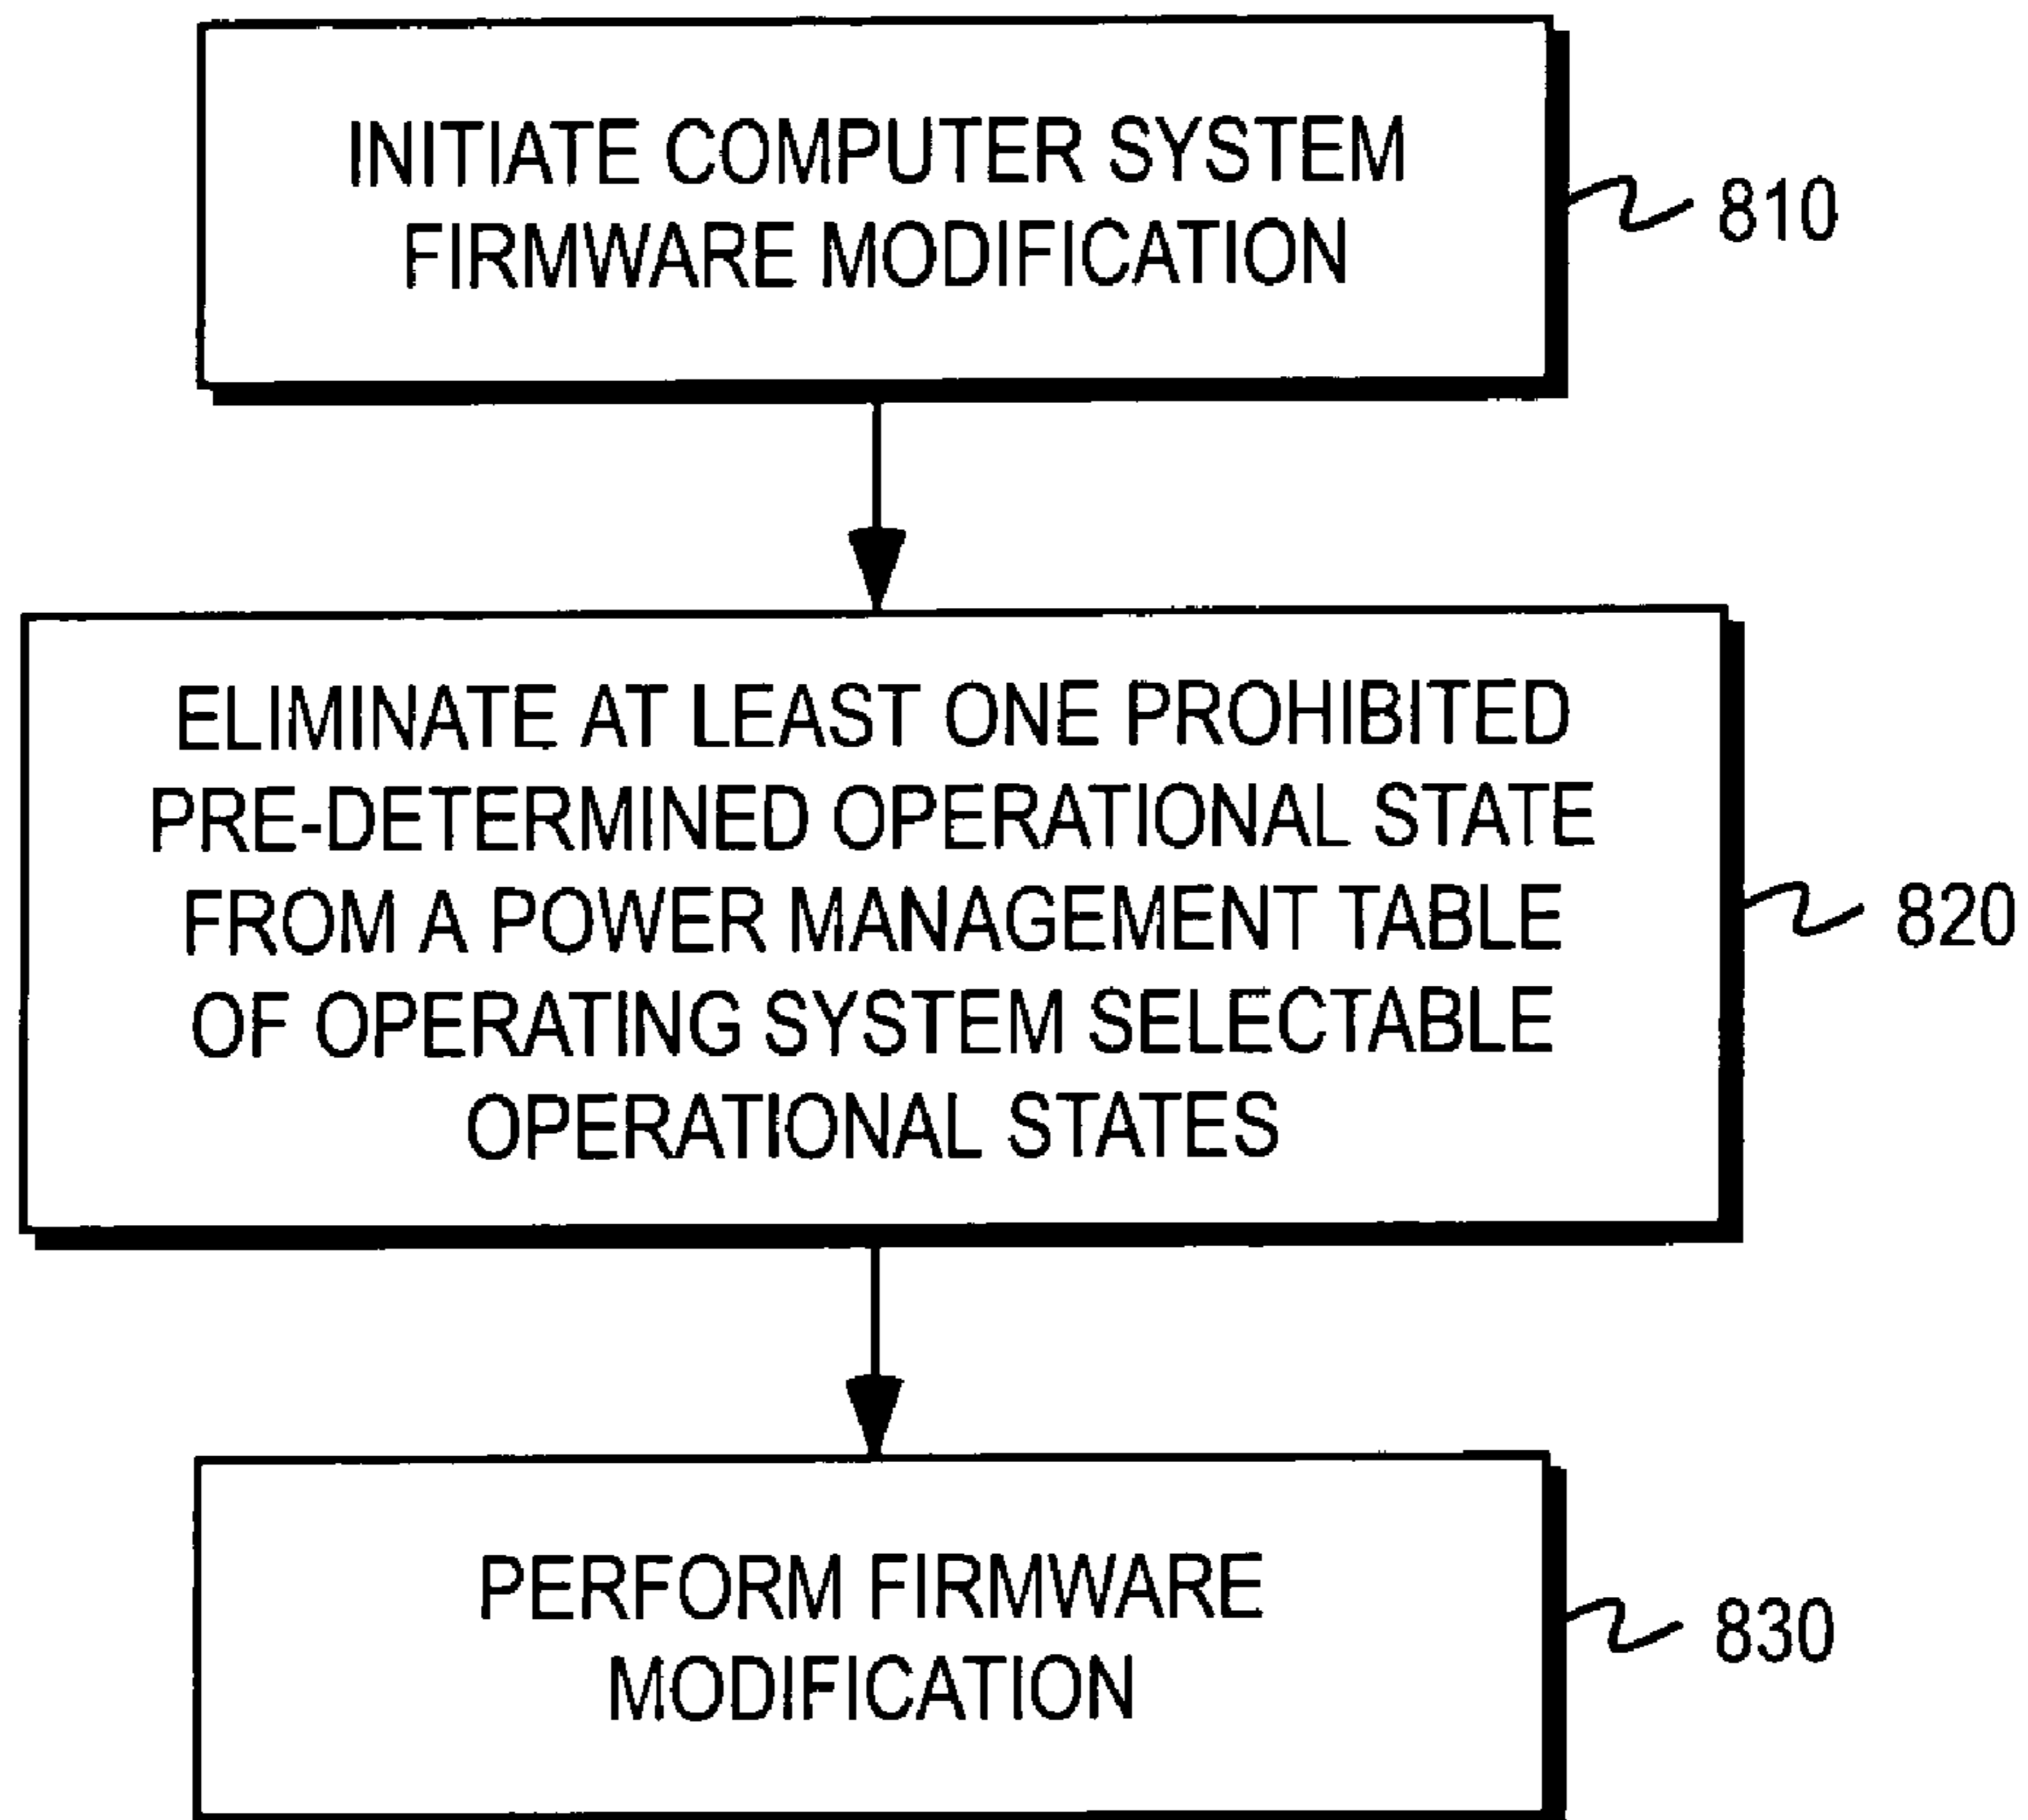 INITIATE COMPUTER SYSTEM
FIRMWARE MODIFICATION
810
ELIMINATE AT LEAST ONE PROHIBITED
PRE-DETERMINED OPERATIONAL STATE
FROM A POWER MANAGEMENT TABLE
OF OPERATING SYSTEM SELECTABLE
OPERATIONAL STATES
820
PERFORM FIRMWARE
MODIFICATION
830